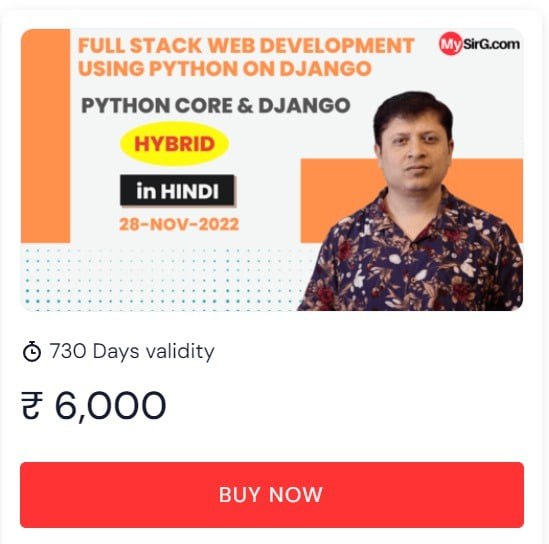 FULL STACK WEB DEVELOPMENT
USING PYTHON ON DJANGO
MySirG.com
PYTHON CORE & DJANGO
HYBRID
in HINDI
28-NOV-2022
730 Days validity
₹ 6,000
BUY NOW